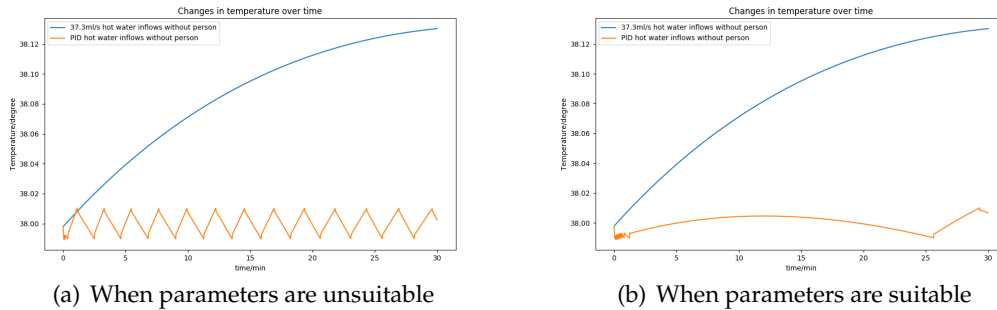 Changes in temperature over time
37.3ml/s hot water inflows without person
PID hot water inflows without person
38.12
38.10
38.08
38.06
38.04
38.02
38.00
Temperature/degree
0
5
10
15
20
25
30
time/min
(a) When parameters are unsuitable
Changes in temperature over time
37.3ml/s hot water inflows without person
PID hot water inflows without person
38.12
38.10
38.08
38.06
38.04
38.02
38.00
Temperature/degree
0
5
10
15
20
25
30
time/min
(b) When parameters are suitable